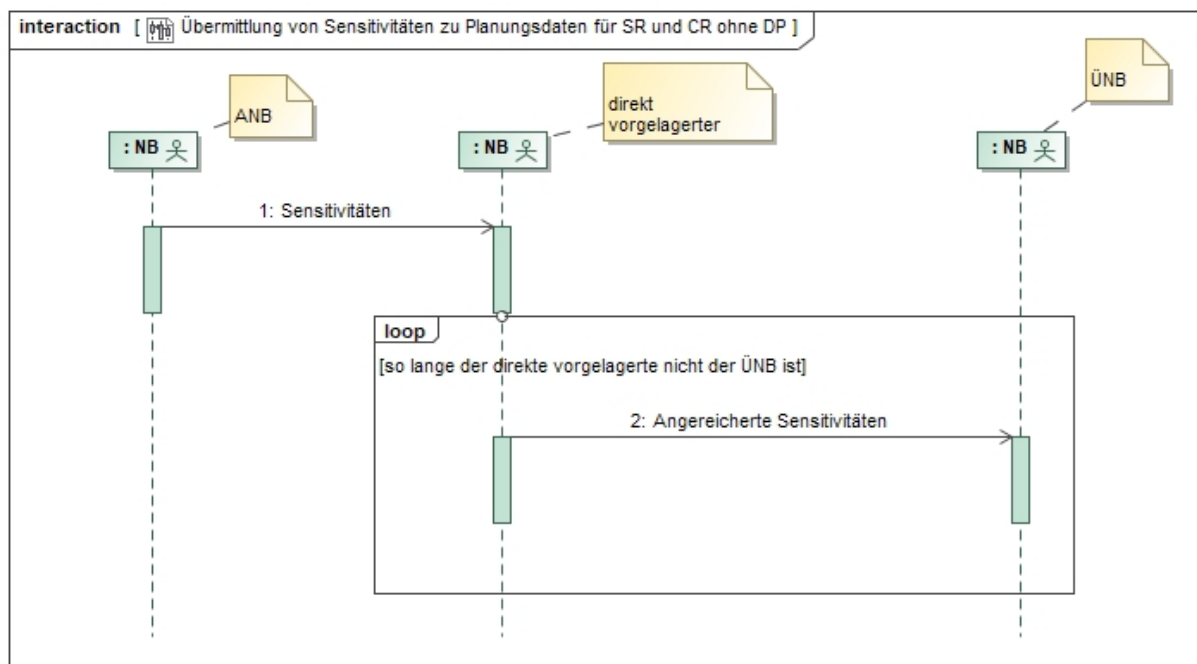 interaction [ Übermittlung von Sensitivitäten zu Planungsdaten für SR und CR ohne DP ]
ANB
direkt
vorgelagerter
ÜNB
: NB
: NB
: NB
1: Sensitivitäten
loop
[so lange der direkte vorgelagerte nicht der ÜNB ist]
2: Angereicherte Sensitivitäten